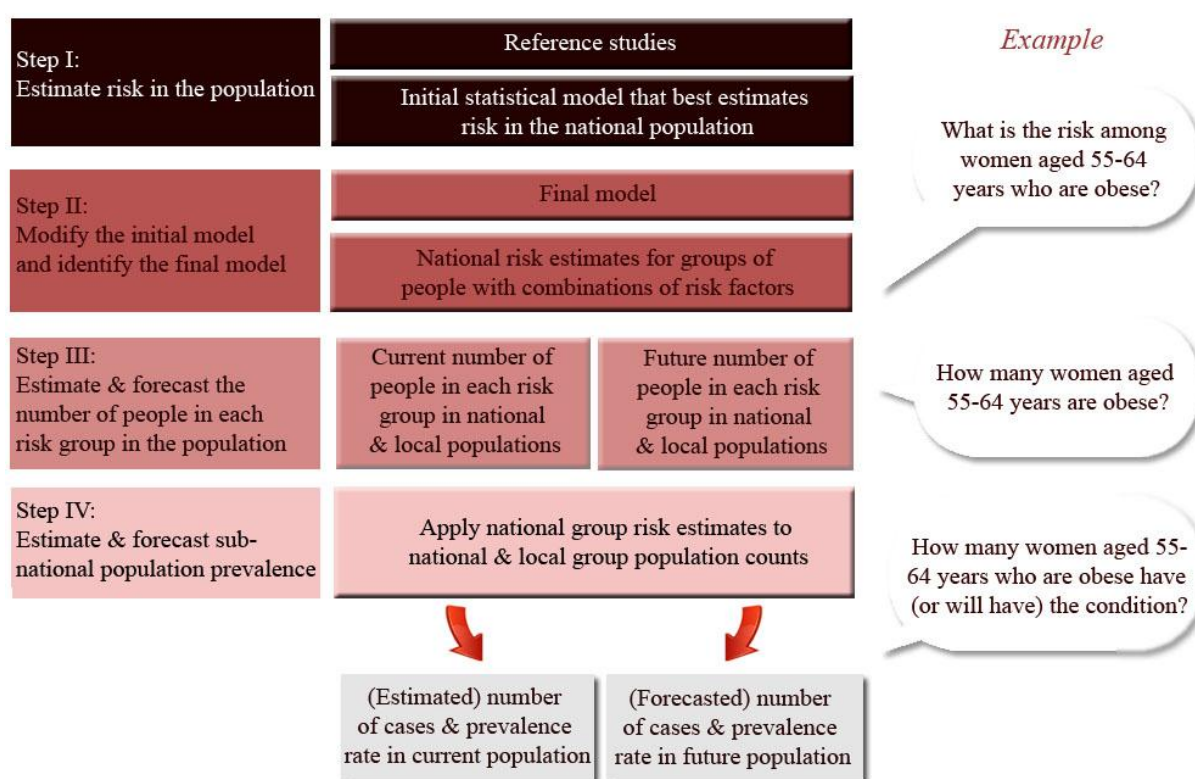 Step I:
Estimate risk in the population
Reference studies
Initial statistical model that best estimates
risk in the national population
Example
What is the risk among
women aged 55-64
years who are obese?
Step II:
Modify the initial model
and identify the final model
Final model
National risk estimates for groups of
people with combinations of risk factors
Step III:
Estimate & forecast the
number of people in each
risk group in the population
Current number of
people in each risk
group in national
& local populations
Future number of
people in each risk
group in national
& local populations
How many women aged
55-64 years are obese?
Step IV:
Estimate & forecast sub-
national population prevalence
Apply national group risk estimates to
national & local group population counts
How many women aged 55-
64 years who are obese have
(or will have) the condition?
(Estimated) number
of cases & prevalence
rate in current population
(Forecasted) number
of cases & prevalence
rate in future population